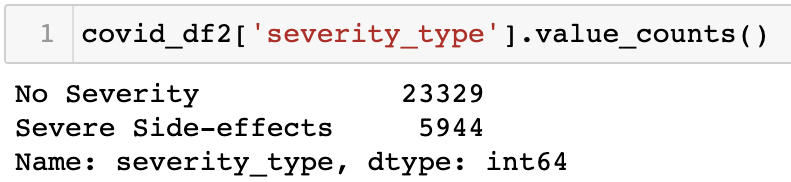 1 covid_df2['severity_type'].value_counts()
No Severity 23329
Severe Side-effects 5944
Name: severity_type, dtype: int64